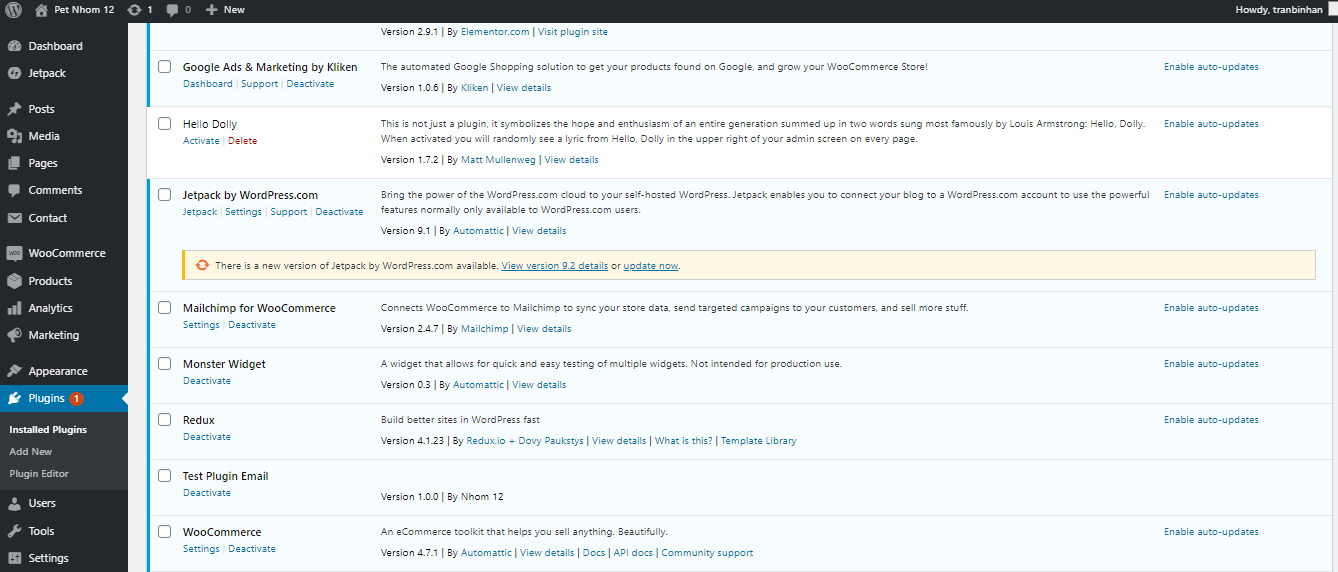 Pet Nhom 12 1 0 New Howdy, tranbinhan
Dashboard
Jetpack
Posts
Media
Pages
Comments
Contact
WooCommerce
Products
Analytics
Marketing
Appearance
Plugins 1
Installed Plugins
Add New
Plugin Editor
Users
Tools
Settings
Version 2.9.1 | By Elementor.com | Visit plugin site
Google Ads & Marketing by Kliken
Dashboard | Support | Deactivate
The automated Google Shopping solution to get your products found on Google, and grow your WooCommerce Store!
Version 1.0.6 | By Kliken | View details
Enable auto-updates
Hello Dolly
Activate | Delete
This is not just a plugin, it symbolizes the hope and enthusiasm of an entire generation summed up in two words sung most famously by Louis Armstrong: Hello, Dolly.
When activated you will randomly see a lyric from Hello, Dolly in the upper right of your admin screen on every page.
Version 1.7.2 | By Matt Mullenweg | View details
Enable auto-updates
Jetpack by WordPress.com
Jetpack | Settings | Support | Deactivate
Bring the power of the WordPress.com cloud to your self-hosted WordPress. Jetpack enables you to connect your blog to a WordPress.com account to use the powerful
features normally only available to WordPress.com users.
Version 9.1 | By Automattic | View details
Enable auto-updates
There is a new version of Jetpack by WordPress.com available. View version 9.2 details or update now.
Mailchimp for WooCommerce
Settings | Deactivate
Connects WooCommerce to Mailchimp to sync your store data, send targeted campaigns to your customers, and sell more stuff.
Version 2.4.7 | By Mailchimp | View details
Enable auto-updates
Monster Widget
Deactivate
A widget that allows for quick and easy testing of multiple widgets. Not intended for production use.
Version 0.3 | By Automattic | View details
Enable auto-updates
Redux
Deactivate
Build better sites in WordPress fast
Version 4.1.23 | By Redux.io + Dovy Paukstys | View details | What is this? | Template Library
Enable auto-updates
Test Plugin Email
Deactivate
Version 1.0.0 | By Nhom 12
WooCommerce
Settings | Deactivate
An eCommerce toolkit that helps you sell anything. Beautifully.
Version 4.7.1 | By Automattic | View details | Docs | API docs | Community support
Enable auto-updates